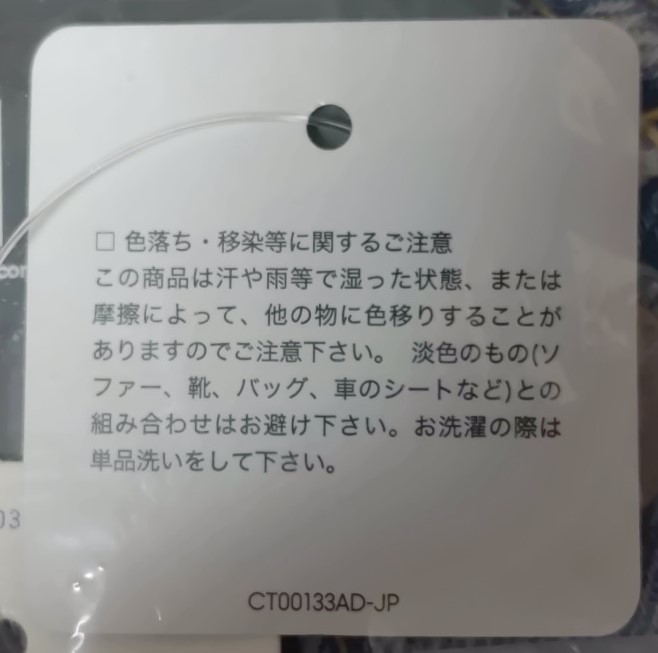 □ 色落ち・移染等に関するご注意
この商品は汗や雨等で湿った状態、または
摩擦によって、他の物に色移りすることが
ありますのでご注意下さい。 淡色のもの(ソ
ファー、靴、バッグ、車のシートなど)との
組み合わせはお避け下さい。お洗濯の際は
単品洗いをして下さい。
CT00133AD-JP
03